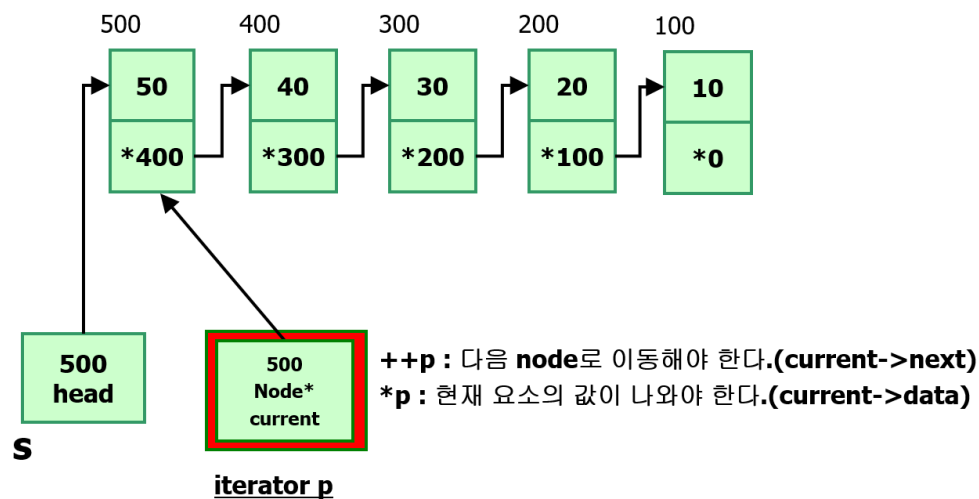 500
400
300
200
100
50
40
30
20
10
*400
*300
*200
*100
*0
500
head
s
500
Node*
current
iterator p
++p : 다음 node로 이동해야 한다.(current->next)
*p : 현재 요소의 값이 나와야 한다.(current->data)